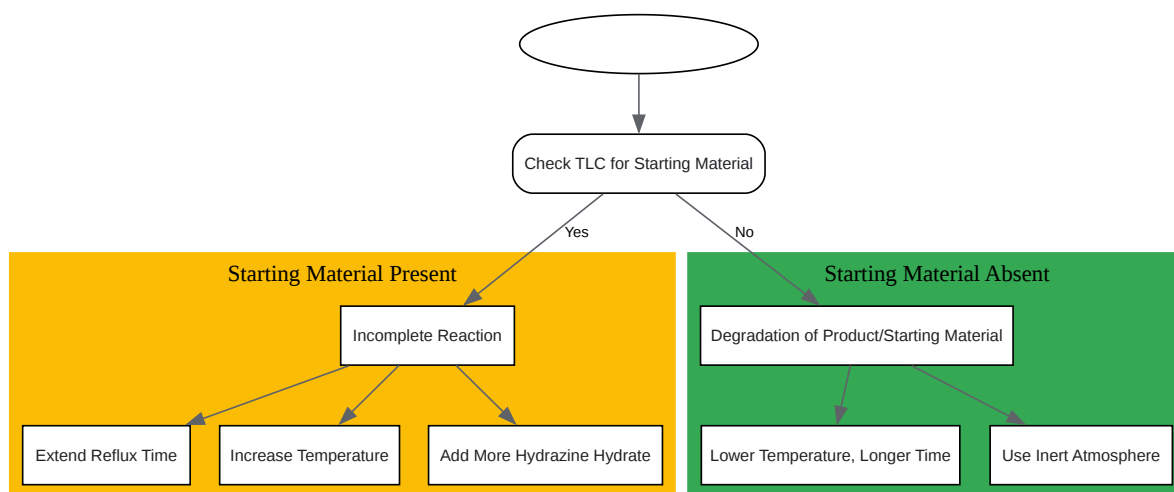 Check TLC for Starting Material
Yes
No
Starting Material Present
Starting Material Absent
Incomplete Reaction
Degradation of Product/Starting Material
Extend Reflux Time
Increase Temperature
Add More Hydrazine Hydrate
Lower Temperature, Longer Time
Use Inert Atmosphere